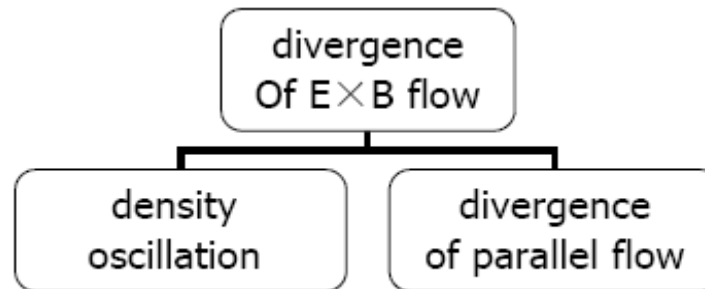 divergence
Of E×B flow
density
oscillation
divergence
of parallel flow